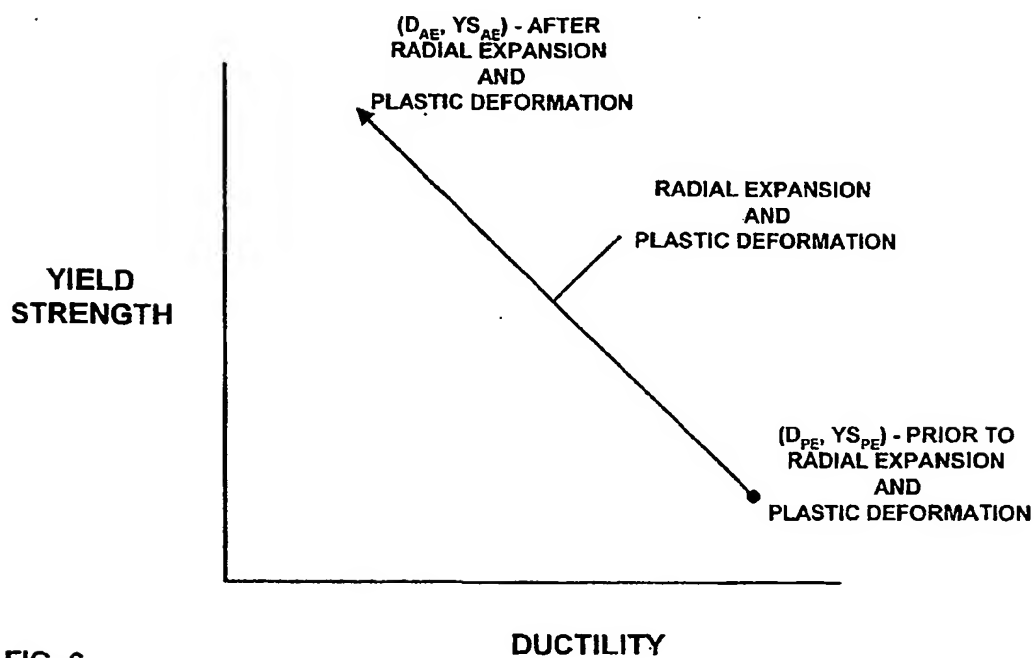 (D_AE, YS_AE) - AFTER
RADIAL EXPANSION
AND
PLASTIC DEFORMATION
RADIAL EXPANSION
AND
PLASTIC DEFORMATION
YIELD
STRENGTH
(D_PE, YS_PE) - PRIOR TO
RADIAL EXPANSION
AND
PLASTIC DEFORMATION
DUCTILITY